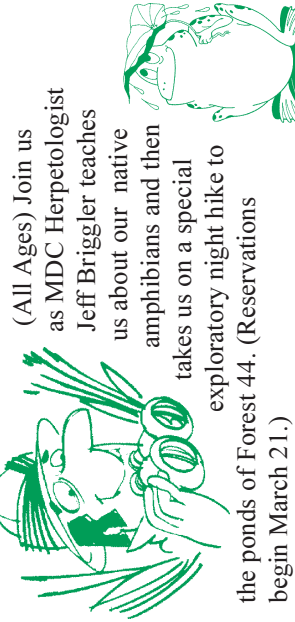 (All Ages) Join us
as MDC Herpetologist
Jeff Briggler teaches
us about our native
amphibians and then
takes us on a special
exploratory night hike to
the ponds of Forest 44. (Reservations
begin March 21.)